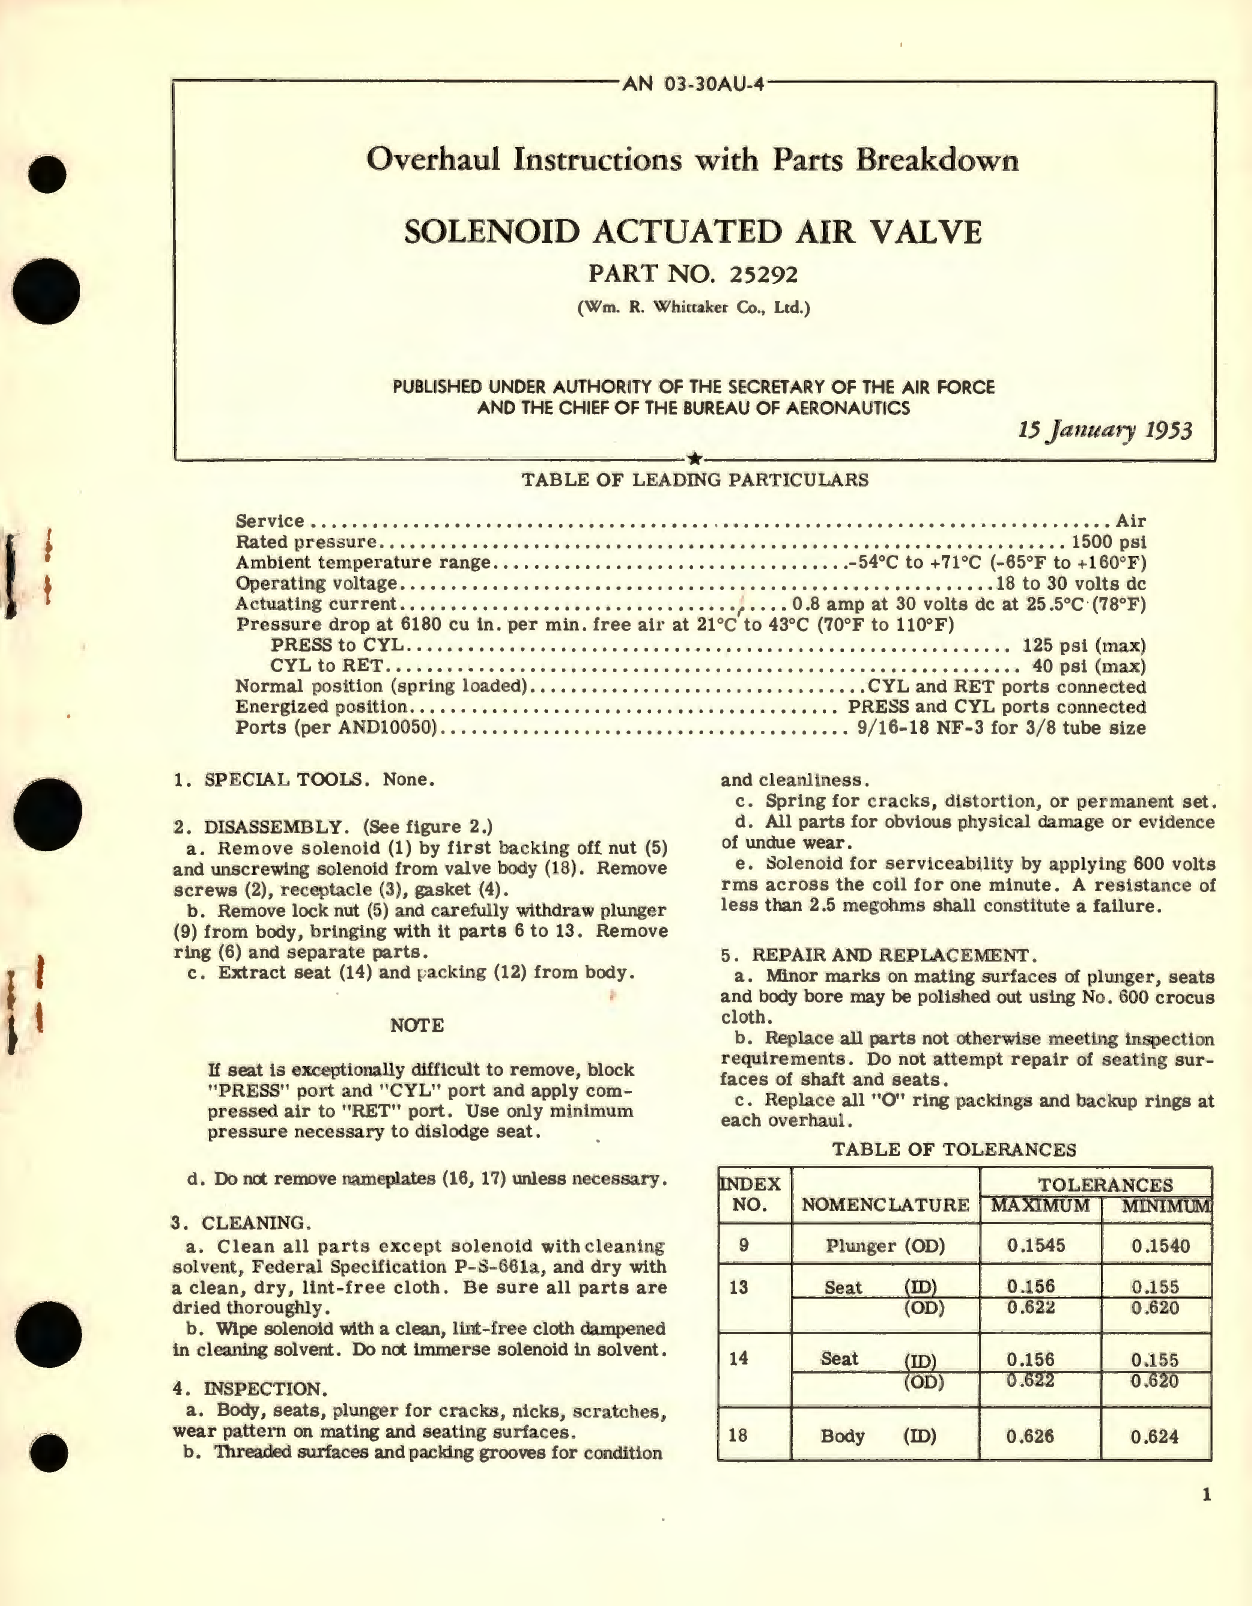 AN 03-30AU-4
Overhaul Instructions with Parts Breakdown
SOLENOID ACTUATED AIR VALVE
PART NO. 25292
(Wm. R. Whittaker Co., Ltd.)
PUBLISHED UNDER AUTHORITY OF THE SECRETARY OF THE AIR FORCE
AND THE CHIEF OF THE BUREAU OF AERONAUTICS
15 January 1953
TABLE OF LEADING PARTICULARS
Service . . . . . . . . . . Air
Rated pressure . . . . . . . . . . 1500 psi
Ambient temperature range . . . . . . . . . . -54°C to +71°C (-65°F to +160°F)
Operating voltage . . . . . . . . . . 18 to 30 volts dc
Actuating current . . . . . . . . . . 0.8 amp at 30 volts dc at 25.5°C (78°F)
Pressure drop at 6180 cu in. per min. free air at 21°C to 43°C (70°F to 110°F)
PRESS to CYL . . . . . . . . . . 125 psi (max)
CYL to RET . . . . . . . . . . 40 psi (max)
Normal position (spring loaded) . . . . . . . . . . CYL and RET ports connected
Energized position . . . . . . . . . . PRESS and CYL ports connected
Ports (per AND10050) . . . . . . . . . . 9/16-18 NF-3 for 3/8 tube size
1. SPECIAL TOOLS. None.
2. DISASSEMBLY. (See figure 2.)
a. Remove solenoid (1) by first backing off nut (5)
and unscrewing solenoid from valve body (18). Remove
screws (2), receptacle (3), gasket (4).
b. Remove lock nut (5) and carefully withdraw plunger
(9) from body, bringing with it parts 6 to 13. Remove
ring (6) and separate parts.
c. Extract seat (14) and packing (12) from body.
NOTE
If seat is exceptionally difficult to remove, block
"PRESS" port and "CYL" port and apply com-
pressed air to "RET" port. Use only minimum
pressure necessary to dislodge seat.
d. Do not remove nameplates (16, 17) unless necessary.
3. CLEANING.
a. Clean all parts except solenoid with cleaning
solvent, Federal Specification P-S-661a, and dry with
a clean, dry, lint-free cloth. Be sure all parts are
dried thoroughly.
b. Wipe solenoid with a clean, lint-free cloth dampened
in cleaning solvent. Do not immerse solenoid in solvent.
4. INSPECTION.
a. Body, seats, plunger for cracks, nicks, scratches,
wear pattern on mating and seating surfaces.
b. Threaded surfaces and packing grooves for condition
and cleanliness.
c. Spring for cracks, distortion, or permanent set.
d. All parts for obvious physical damage or evidence
of undue wear.
e. Solenoid for serviceability by applying 600 volts
rms across the coil for one minute. A resistance of
less than 2.5 megohms shall constitute a failure.
5. REPAIR AND REPLACEMENT.
a. Minor marks on mating surfaces of plunger, seats
and body bore may be polished out using No. 600 crocus
cloth.
b. Replace all parts not otherwise meeting inspection
requirements. Do not attempt repair of seating sur-
faces of shaft and seats.
c. Replace all "O" ring packings and backup rings at
each overhaul.
TABLE OF TOLERANCES
INDEX NO. NOMENCLATURE TOLERANCES
MAXIMUM MINIMUM
9 Plunger (OD) 0.1545 0.1540
13 Seat (ID) 0.156 0.155
(OD) 0.622 0.620
14 Seat (ID) 0.156 0.155
(OD) 0.622 0.620
18 Body (ID) 0.626 0.624
1